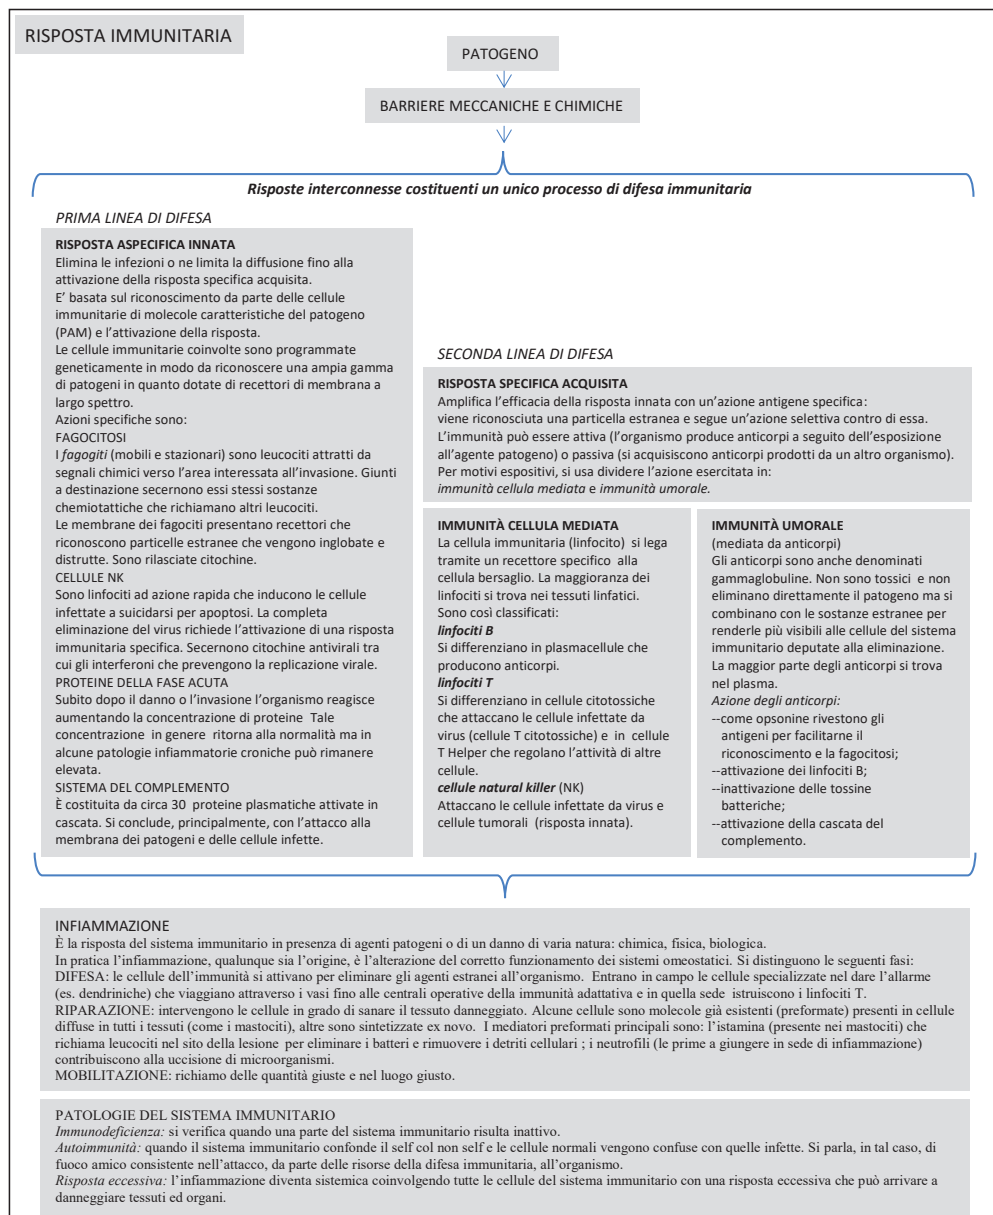 RISPOSTA IMMUNITARIA
PATOGENO
BARRIERE MECCANICHE E CHIMICHE
Risposte interconnesse costituenti un unico processo di difesa immunitaria
PRIMA LINEA DI DIFESA
RISPOSTA ASPECIFICA INNATA
Elimina le infezioni o ne limita la diffusione fino alla
attivazione della risposta specifica acquisita.
E' basata sul riconoscimento da parte delle cellule
immunitarie di molecole caratteristiche del patogeno
(PAM) e l'attivazione della risposta.
Le cellule immunitarie coinvolte sono programmate
geneticamente in modo da riconoscere una ampia gamma
di patogeni in quanto dotate di recettori di membrana a
largo spettro.
Azioni specifiche sono:
FAGOCITOSI
I fagogiti (mobili e stazionari) sono leucociti attratti da
segnali chimici verso l'area interessata all'invasione. Giunti
a destinazione secernono essi stessi sostanze
chemiotattiche che richiamano altri leucociti.
Le membrane dei fagociti presentano recettori che
riconoscono particelle estranee che vengono inglobate e
distrutte. Sono rilasciate citochine.
CELLULE NK
Sono linfociti ad azione rapida che inducono le cellule
infettate a suicidarsi per apoptosi. La completa
eliminazione del virus richiede l'attivazione di una risposta
immunitaria specifica. Secernono citochine antivirali tra
cui gli interferoni che prevengono la replicazione virale.
PROTEINE DELLA FASE ACUTA
Subito dopo il danno o l'invasione l'organismo reagisce
aumentando la concentrazione di proteine Tale
concentrazione in genere ritorna alla normalità ma in
alcune patologie infiammatorie croniche può rimanere
elevata.
SISTEMA DEL COMPLEMENTO
È costituita da circa 30 proteine plasmatiche attivate in
cascata. Si conclude, principalmente, con l'attacco alla
membrana dei patogeni e delle cellule infette.
SECONDA LINEA DI DIFESA
RISPOSTA SPECIFICA ACQUISITA
Amplifica l'efficacia della risposta innata con un'azione antigene specifica:
viene riconosciuta una particella estranea e segue un'azione selettiva contro di essa.
L'immunità può essere attiva (l'organismo produce anticorpi a seguito dell'esposizione
all'agente patogeno) o passiva (si acquisiscono anticorpi prodotti da un altro organismo).
Per motivi espositivi, si usa dividere l'azione esercitata in:
immunità cellula mediata e immunità umorale.
IMMUNITÀ CELLULA MEDIATA
La cellula immunitaria (linfocito) si lega
tramite un recettore specifico alla
cellula bersaglio. La maggioranza dei
linfociti si trova nei tessuti linfatici.
Sono così classificati:
linfociti B
Si differenziano in plasmacellule che
producono anticorpi.
linfociti T
Si differenziano in cellule citotossiche
che attaccano le cellule infettate da
virus (cellule T citotossiche) e in cellule
T Helper che regolano l'attività di altre
cellule.
cellule natural killer (NK)
Attaccano le cellule infettate da virus e
cellule tumorali (risposta innata).
IMMUNITÀ UMORALE
(mediata da anticorpi)
Gli anticorpi sono anche denominati
gammaglobuline. Non sono tossici e non
eliminano direttamente il patogeno ma si
combinano con le sostanze estranee per
renderle più visibili alle cellule del sistema
immunitario deputate alla eliminazione.
La maggior parte degli anticorpi si trova
nel plasma.
Azione degli anticorpi:
--come opsonine rivestono gli
antigeni per facilitarne il
riconoscimento e la fagocitosi;
--attivazione dei linfociti B;
--inattivazione delle tossine
batteriche;
--attivazione della cascata del
complemento.
INFIAMMAZIONE
È la risposta del sistema immunitario in presenza di agenti patogeni o di un danno di varia natura: chimica, fisica, biologica.
In pratica l'infiammazione, qualunque sia l'origine, è l'alterazione del corretto funzionamento dei sistemi omeostatici. Si distinguono le seguenti fasi:
DIFESA: le cellule dell'immunità si attivano per eliminare gli agenti estranei all'organismo. Entrano in campo le cellule specializzate nel dare l'allarme
(es. dendriniche) che viaggiano attraverso i vasi fino alle centrali operative della immunità adattativa e in quella sede istruiscono i linfociti T.
RIPARAZIONE: intervengono le cellule in grado di sanare il tessuto danneggiato. Alcune cellule sono molecole già esistenti (preformate) presenti in cellule
diffuse in tutti i tessuti (come i mastociti), altre sono sintetizzate ex novo. I mediatori preformati principali sono: l'istamina (presente nei mastociti) che
richiama leucociti nel sito della lesione per eliminare i batteri e rimuovere i detriti cellulari ; i neutrofili (le prime a giungere in sede di infiammazione)
contribuiscono alla uccisione di microorganismi.
MOBILITAZIONE: richiamo delle quantità giuste e nel luogo giusto.
PATOLOGIE DEL SISTEMA IMMUNITARIO
Immunodeficienza: si verifica quando una parte del sistema immunitario risulta inattivo.
Autoimmunità: quando il sistema immunitario confonde il self col non self e le cellule normali vengono confuse con quelle infette. Si parla, in tal caso, di
fuoco amico consistente nell'attacco, da parte delle risorse della difesa immunitaria, all'organismo.
Risposta eccessiva: l'infiammazione diventa sistemica coinvolgendo tutte le cellule del sistema immunitario con una risposta eccessiva che può arrivare a
danneggiare tessuti ed organi.